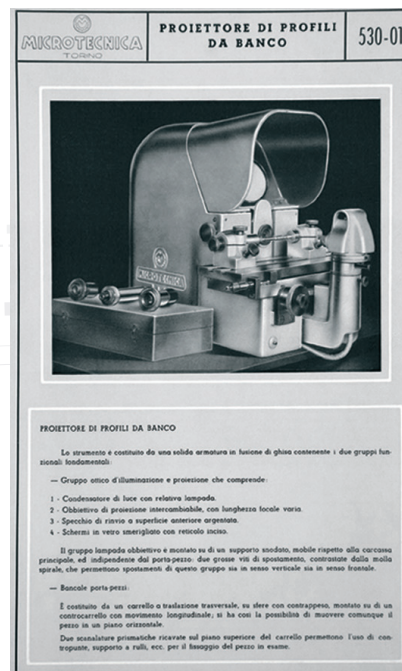 MICROTECNICA
TORINO
PROIETTORE DI PROFILI
DA BANCO
530-01
MICROTECNICA
PROIETTORE DI PROFILI DA BANCO
Lo strumento è costituito da una solida armatura in fusione di ghisa contenente i due gruppi fun-
zionali fondamentali:
— Gruppo ottico d'illuminazione e proiezione che comprende:
1 - Condensatore di luce con relativa lampada.
2 - Obbiettivo di proiezione intercambiabile, con lunghezza focale varia.
3 - Specchio di rinvio a superficie anteriore argentata.
4 - Schermi in vetro smerigliato con reticolo inciso.
Il gruppo lampada obbiettivo è montato su di un supporto snodato, mobile rispetto alla carcassa
principale, ed indipendente dai porta-pezzo: due grosse viti di spostamento, contrastate dalla molla
spirale, che permettono spostamenti di questo gruppo sia in senso verticale sia in senso frontale.
— Bancale porta-pezzi:
È costituito da un carrello a traslazione trasversale, su sfere con contrappeso, montato su di un
controcarrello con movimento longitudinale; si ha così la possibilità di muovere comunque il
pezzo in un piano orizzontale.
Due scanalature prismatiche ricavate sul piano superiore del carrello permettono l'uso di con-
tropunte, supporto a rulli, ecc. per il fissaggio del pezzo in esame.